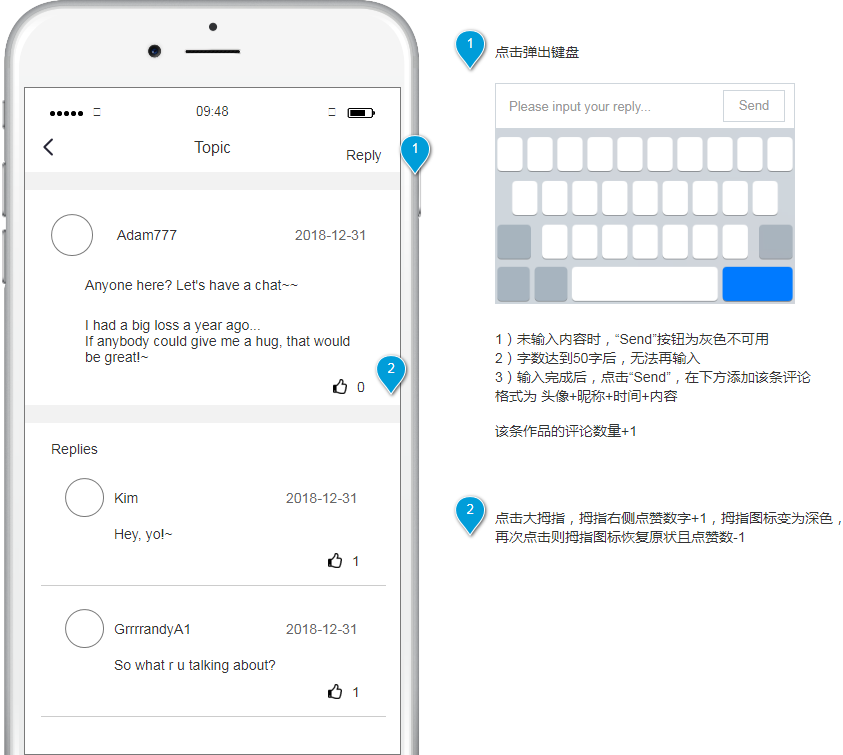 09:48
Topic
Reply
1
Adam777
2018-12-31
Anyone here? Let's have a chat~~
I had a big loss a year ago...
If anybody could give me a hug, that would
be great!~
0
2
Replies
Kim
2018-12-31
Hey, yo!~
1
GrrrrandyA1
2018-12-31
So what r u talking about?
1
1
点击弹出键盘
Please input your reply...
Send
1）未输入内容时，“Send”按钮为灰色不可用
2）字数达到50字后，无法再输入
3）输入完成后，点击“Send”，在下方添加该条评论
格式为 头像+昵称+时间+内容
该条作品的评论数量+1
2
点击大拇指，拇指右侧点赞数字+1，拇指图标变为深色，
再次点击则拇指图标恢复原状且点赞数-1